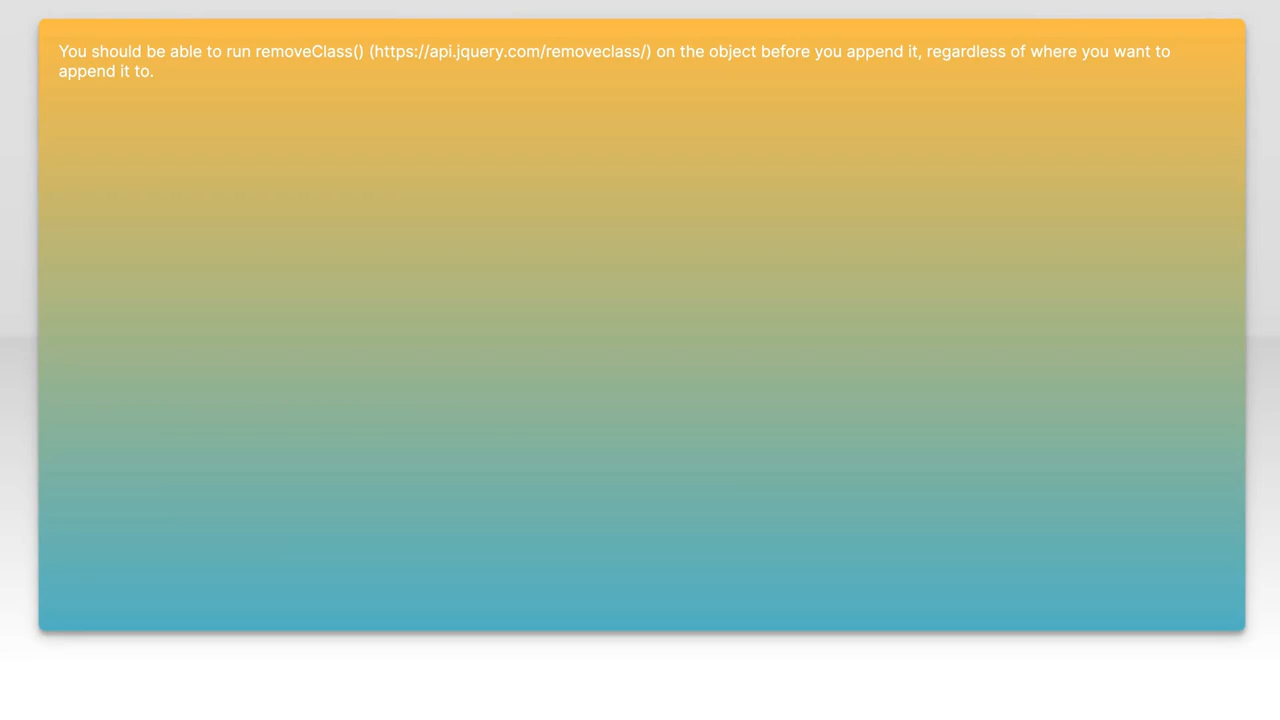 You should be able to run removeClass() (https://api.jquery.com/removeclass/) on the object before you append it, regardless of where you want to
append it to.